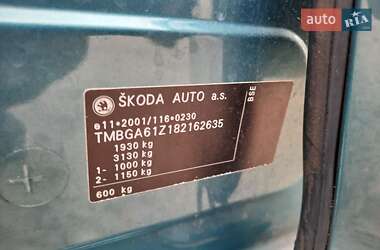 auto RIA
ŠKODA AUTO a.s.
BSE
e11*2001/116*0230
TMBGA61Z182162635
1930 kg
3130 kg
1- 1000 kg
2- 1150 kg
600 kg